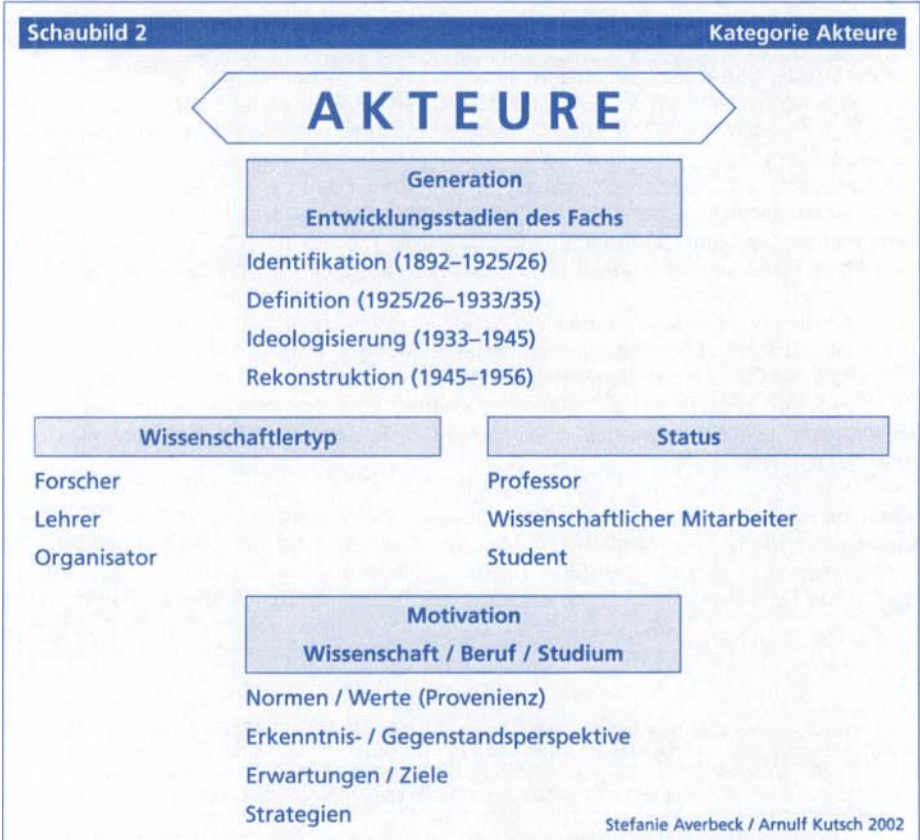 Schaubild 2 Kategorie Akteure
AKTEURE
Generation
Entwicklungsstadien des Fachs
Identifikation (1892–1925/26)
Definition (1925/26–1933/35)
Ideologisierung (1933–1945)
Rekonstruktion (1945–1956)
Wissenschaftlertyp
Forscher
Lehrer
Organisator
Status
Professor
Wissenschaftlicher Mitarbeiter
Student
Motivation
Wissenschaft / Beruf / Studium
Normen / Werte (Provenienz)
Erkenntnis- / Gegenstandsperspektive
Erwartungen / Ziele
Strategien
Stefanie Averbeck / Arnulf Kutsch 2002